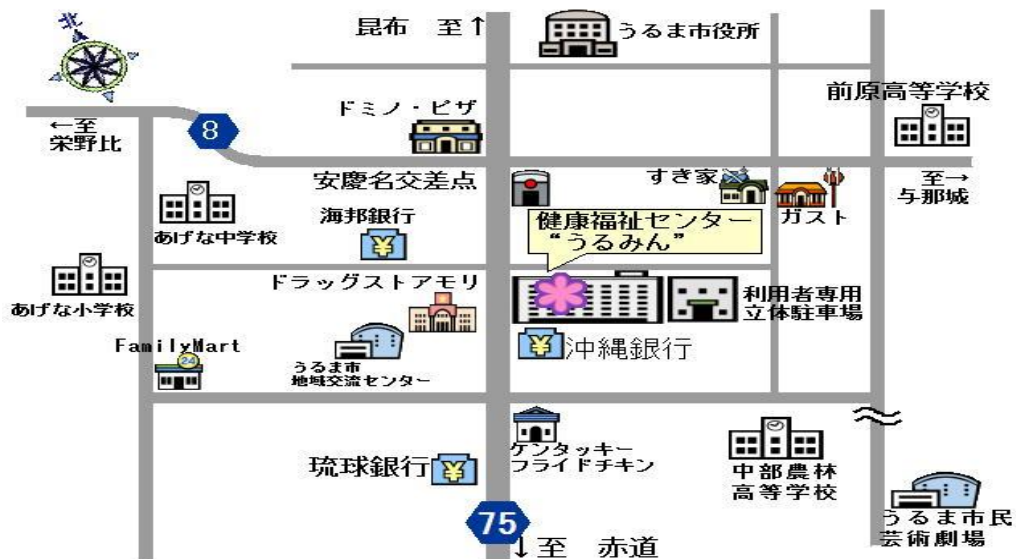 北
昆布 至↑
うるま市役所
ドミノ・ピザ
前原高等学校
←至
栄野比
8
安慶名交差点
すき家
ガスト
至→
与那城
あげな中学校
海邦銀行
¥
健康福祉センター
“うるみん”
あげな小学校
ドラッグストアモリ
利用者専用
立体駐車場
FamilyMart
24
うるま市
地域交流センター
¥
沖縄銀行
琉球銀行
¥
ケンタッキー
フライドチキン
中部農林
高等学校
うるま市民
芸術劇場
75
↓至 赤道